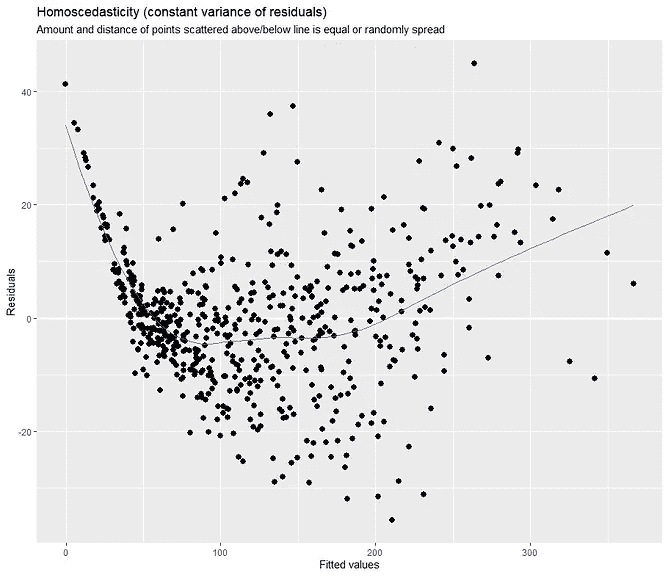 Homoscedasticity (constant variance of residuals)
Amount and distance of points scattered above/below line is equal or randomly spread
40
20
0
-20
Residuals
0 100 200 300
Fitted values